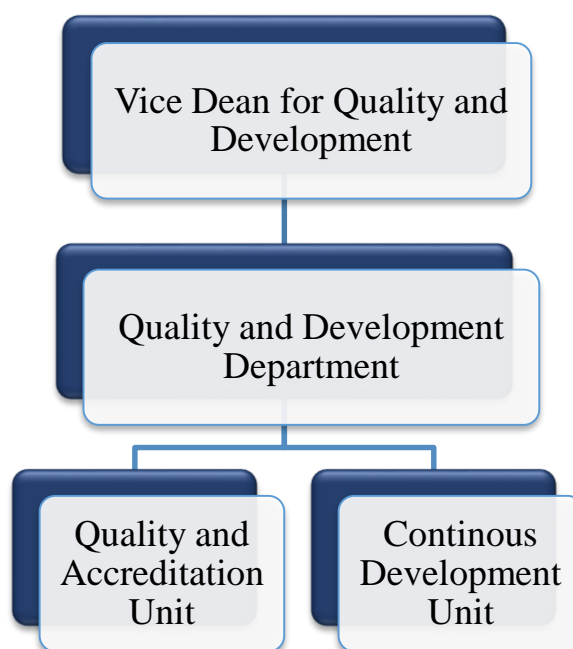 Vice Dean for Quality and
Development
Quality and Development
Department
Quality and
Accreditation
Unit
Continous
Development
Unit